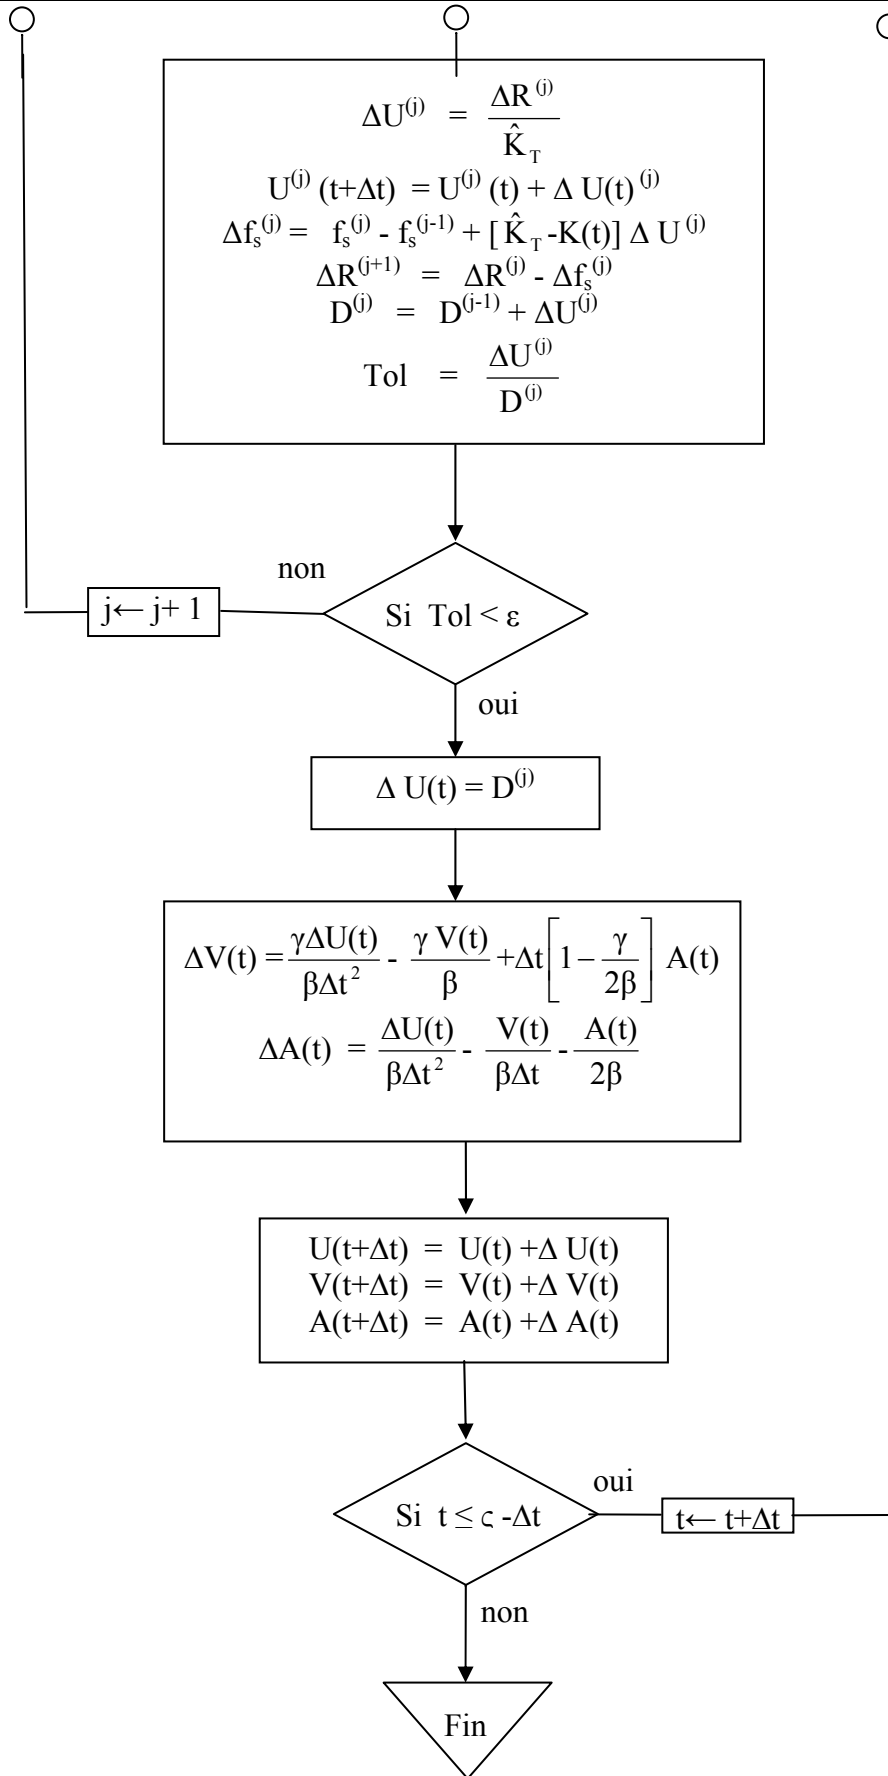 ΔU^(j) = ΔR^(j) / K̂_T
U^(j) (t+Δt) = U^(j) (t) + Δ U(t)^(j)
Δf_s^(j) = f_s^(j) - f_s^(j-1) + [ K̂_T -K(t)] Δ U^(j)
ΔR^(j+1) = ΔR^(j) - Δf_s^(j)
D^(j) = D^(j-1) + ΔU^(j)
Tol = ΔU^(j) / D^(j)
non
j← j+ 1
Si Tol < ε
oui
Δ U(t) = D^(j)
ΔV(t) = γΔU(t) / βΔt² - γ V(t) / β +Δt[1− γ / 2β] A(t)
ΔA(t) = ΔU(t) / βΔt² - V(t) / βΔt - A(t) / 2β
U(t+Δt) = U(t) +Δ U(t)
V(t+Δt) = V(t) +Δ V(t)
A(t+Δt) = A(t) +Δ A(t)
Si t ≤ ς -Δt
oui
t← t+Δt
non
Fin